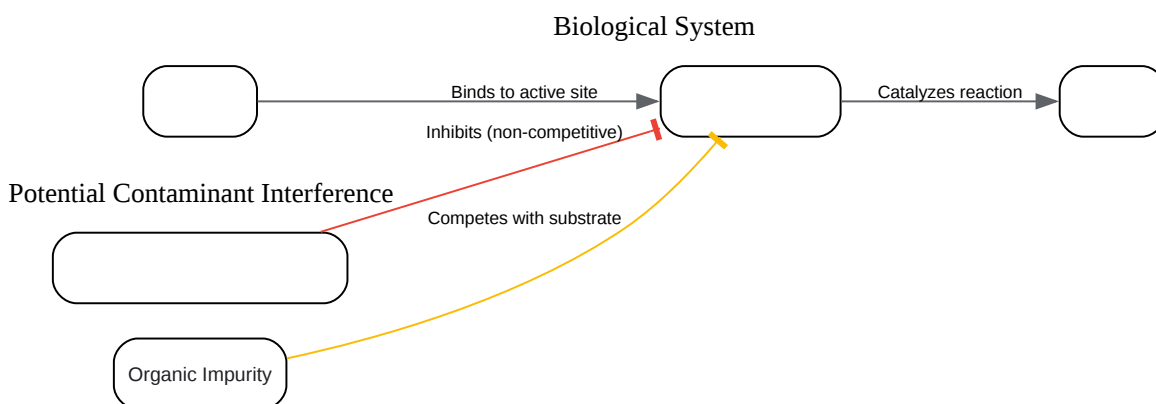 Biological System
Binds to active site
Catalyzes reaction
Inhibits (non-competitive)
Potential Contaminant Interference
Competes with substrate
Organic Impurity